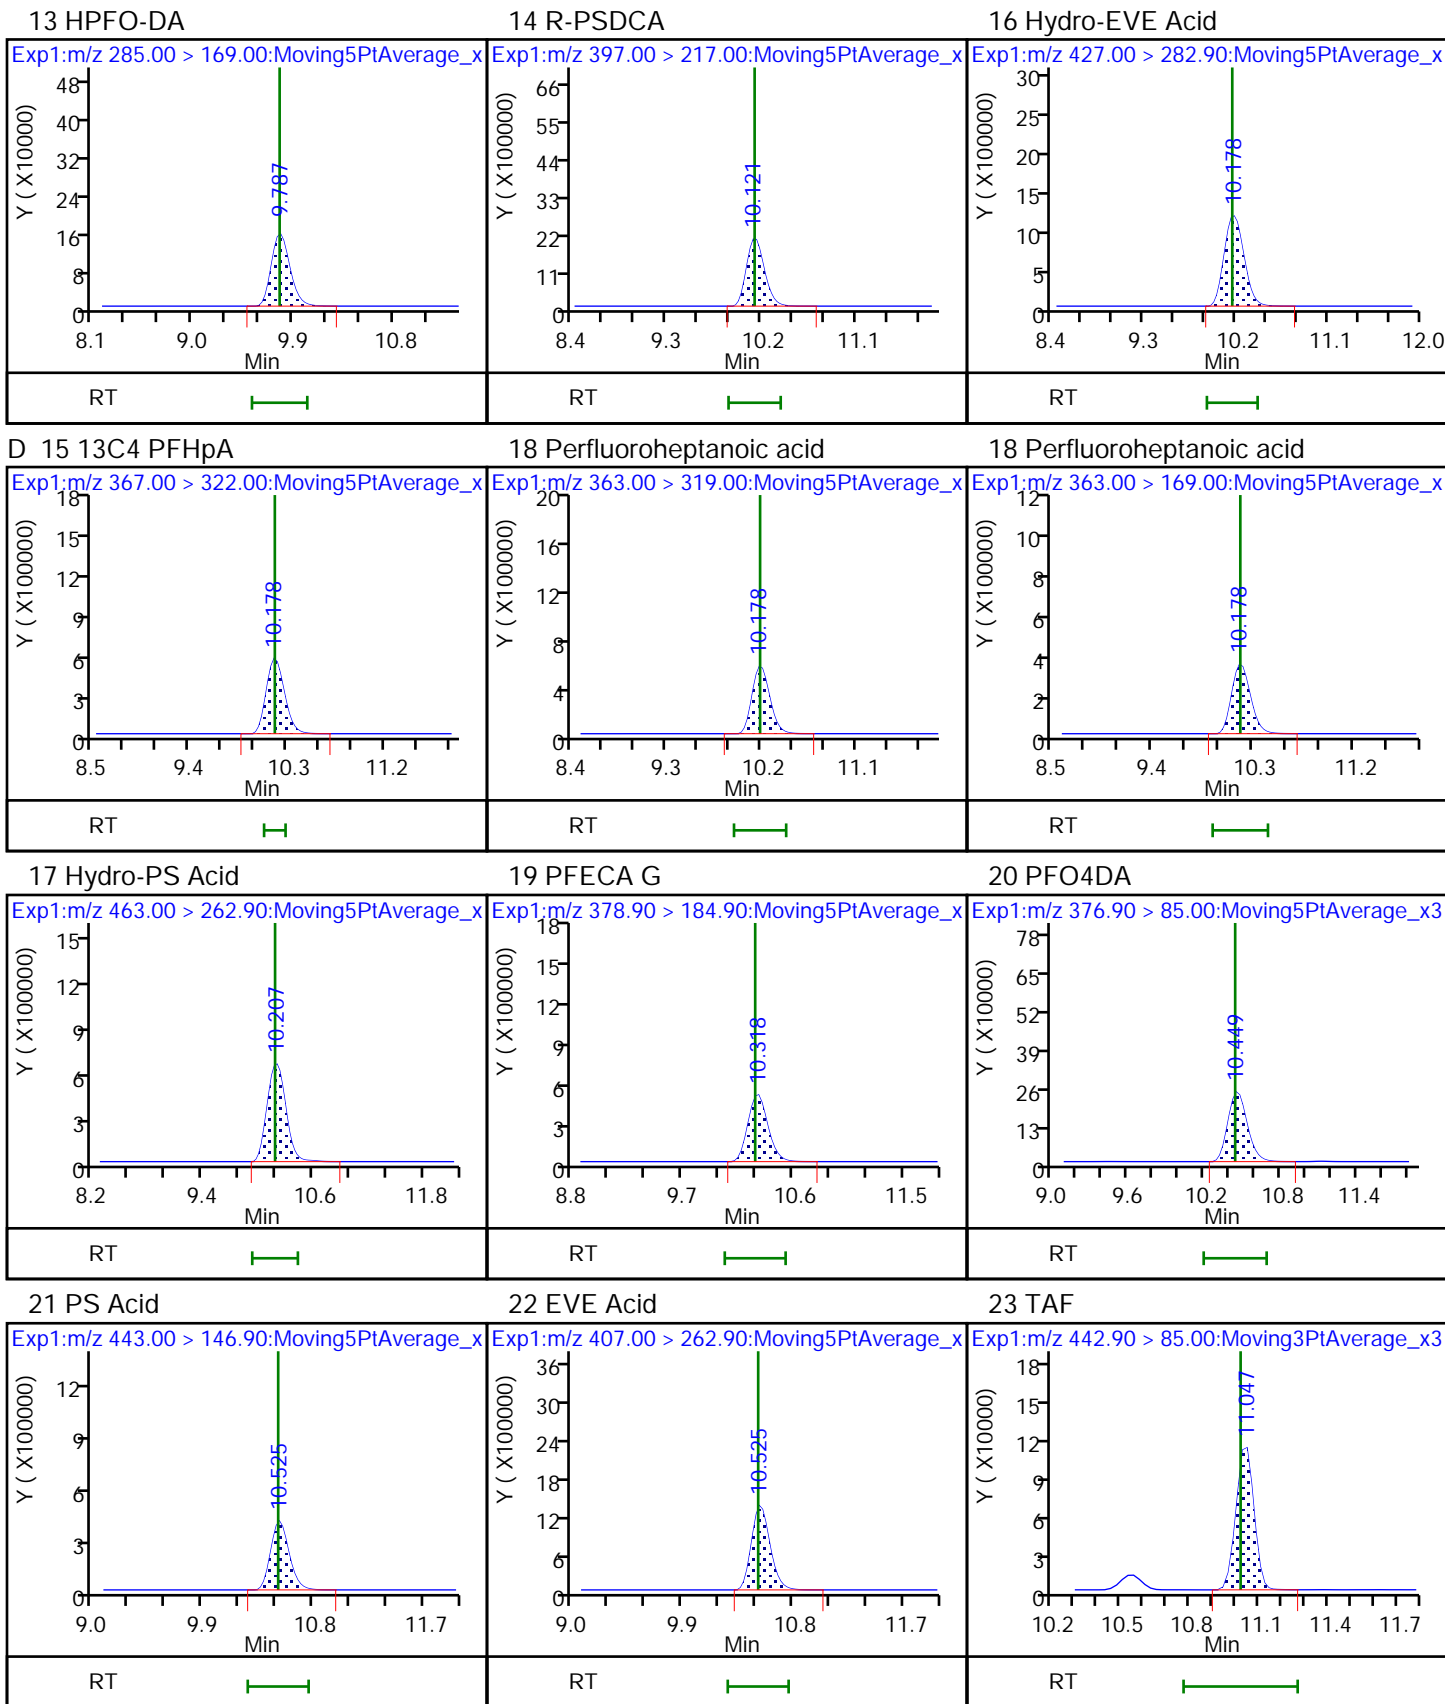 13 HPFO-DA
Exp1:m/z 285.00 > 169.00:Moving5PtAverage_x
Y ( X100000)
48
40
32
24
16
8
0
9.787
8.1 9.0 9.9 10.8
Min
RT
14 R-PSDCA
Exp1:m/z 397.00 > 217.00:Moving5PtAverage_x
Y ( X100000)
66
55
44
33
22
11
0
10.121
8.4 9.3 10.2 11.1
Min
RT
16 Hydro-EVE Acid
Exp1:m/z 427.00 > 282.90:Moving5PtAverage_x
Y ( X100000)
30
25
20
15
10
5
0
10.178
8.4 9.3 10.2 11.1 12.0
Min
RT
D 15 13C4 PFHpA
Exp1:m/z 367.00 > 322.00:Moving5PtAverage_x
Y ( X100000)
18
15
12
9
6
3
0
10.178
8.5 9.4 10.3 11.2
Min
RT
18 Perfluoroheptanoic acid
Exp1:m/z 363.00 > 319.00:Moving5PtAverage_x
Y ( X100000)
20
16
12
8
4
0
10.178
8.4 9.3 10.2 11.1
Min
RT
18 Perfluoroheptanoic acid
Exp1:m/z 363.00 > 169.00:Moving5PtAverage_x
Y ( X100000)
12
10
8
6
4
2
0
10.178
8.5 9.4 10.3 11.2
Min
RT
17 Hydro-PS Acid
Exp1:m/z 463.00 > 262.90:Moving5PtAverage_x
Y ( X100000)
15
12
9
6
3
0
10.207
8.2 9.4 10.6 11.8
Min
RT
19 PFECA G
Exp1:m/z 378.90 > 184.90:Moving5PtAverage_x
Y ( X100000)
18
15
12
9
6
3
0
10.318
8.8 9.7 10.6 11.5
Min
RT
20 PFO4DA
Exp1:m/z 376.90 > 85.00:Moving5PtAverage_x3
Y ( X10000)
78
65
52
39
26
13
0
10.449
9.0 9.6 10.2 10.8 11.4
Min
RT
21 PS Acid
Exp1:m/z 443.00 > 146.90:Moving5PtAverage_x
Y ( X100000)
12
9
6
3
0
10.525
9.0 9.9 10.8 11.7
Min
RT
22 EVE Acid
Exp1:m/z 407.00 > 262.90:Moving5PtAverage_x
Y ( X100000)
36
30
24
18
12
6
0
10.525
9.0 9.9 10.8 11.7
Min
RT
23 TAF
Exp1:m/z 442.90 > 85.00:Moving3PtAverage_x3
Y ( X10000)
18
15
12
9
6
3
0
11.047
10.2 10.5 10.8 11.1 11.4 11.7
Min
RT